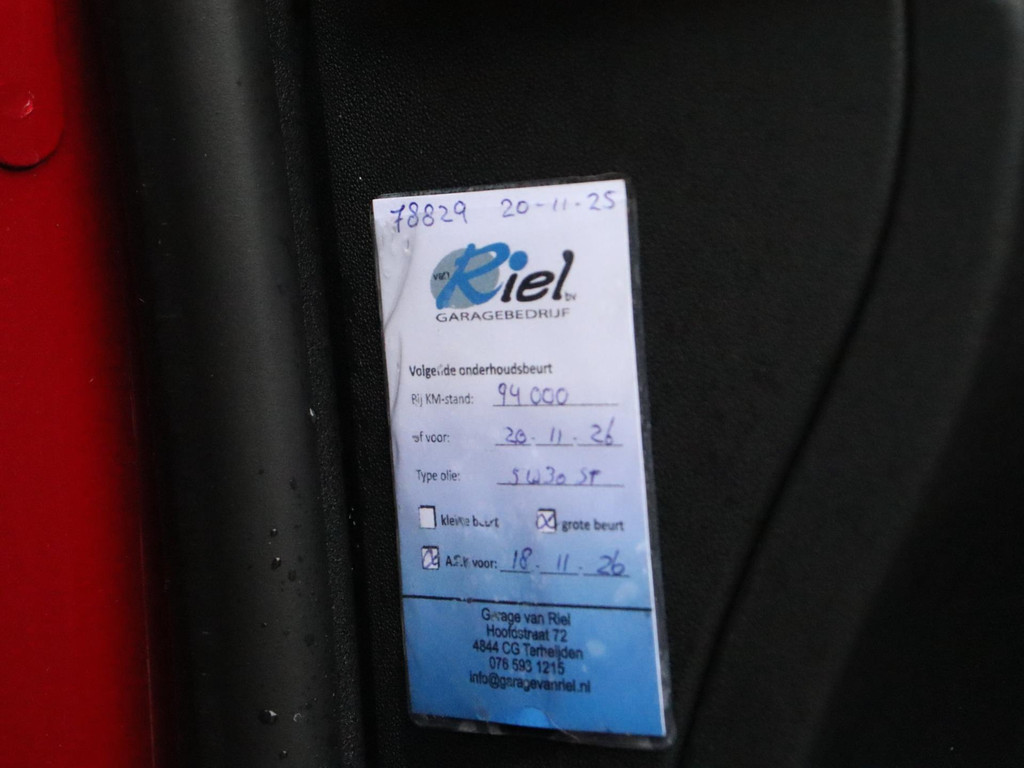 78829 20-11-25
van Riel bv
GARAGEBEDRIJF
Volgende onderhoudsbeurt
Bij KM-stand: 94 000
of voor: 20-11-26
Type olie: 5W30 SP
kleine beurt grote beurt
A.P.K voor: 18-11-26
Garage van Riel
Hoofdstraat 72
4844 CG Terheijden
076 593 1215
info@garagevanriel.nl